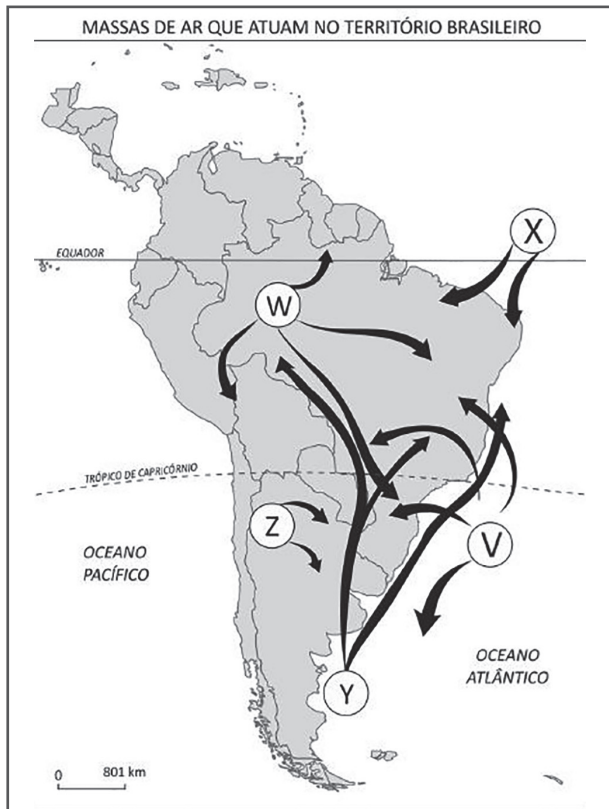 MASSAS DE AR QUE ATUAM NO TERRITÓRIO BRASILEIRO
X
EQUADOR
W
TRÓPICO DE CAPRICÓRNIO
Z
V
OCEANO
PACÍFICO
OCEANO
ATLÂNTICO
Y
0 801 km